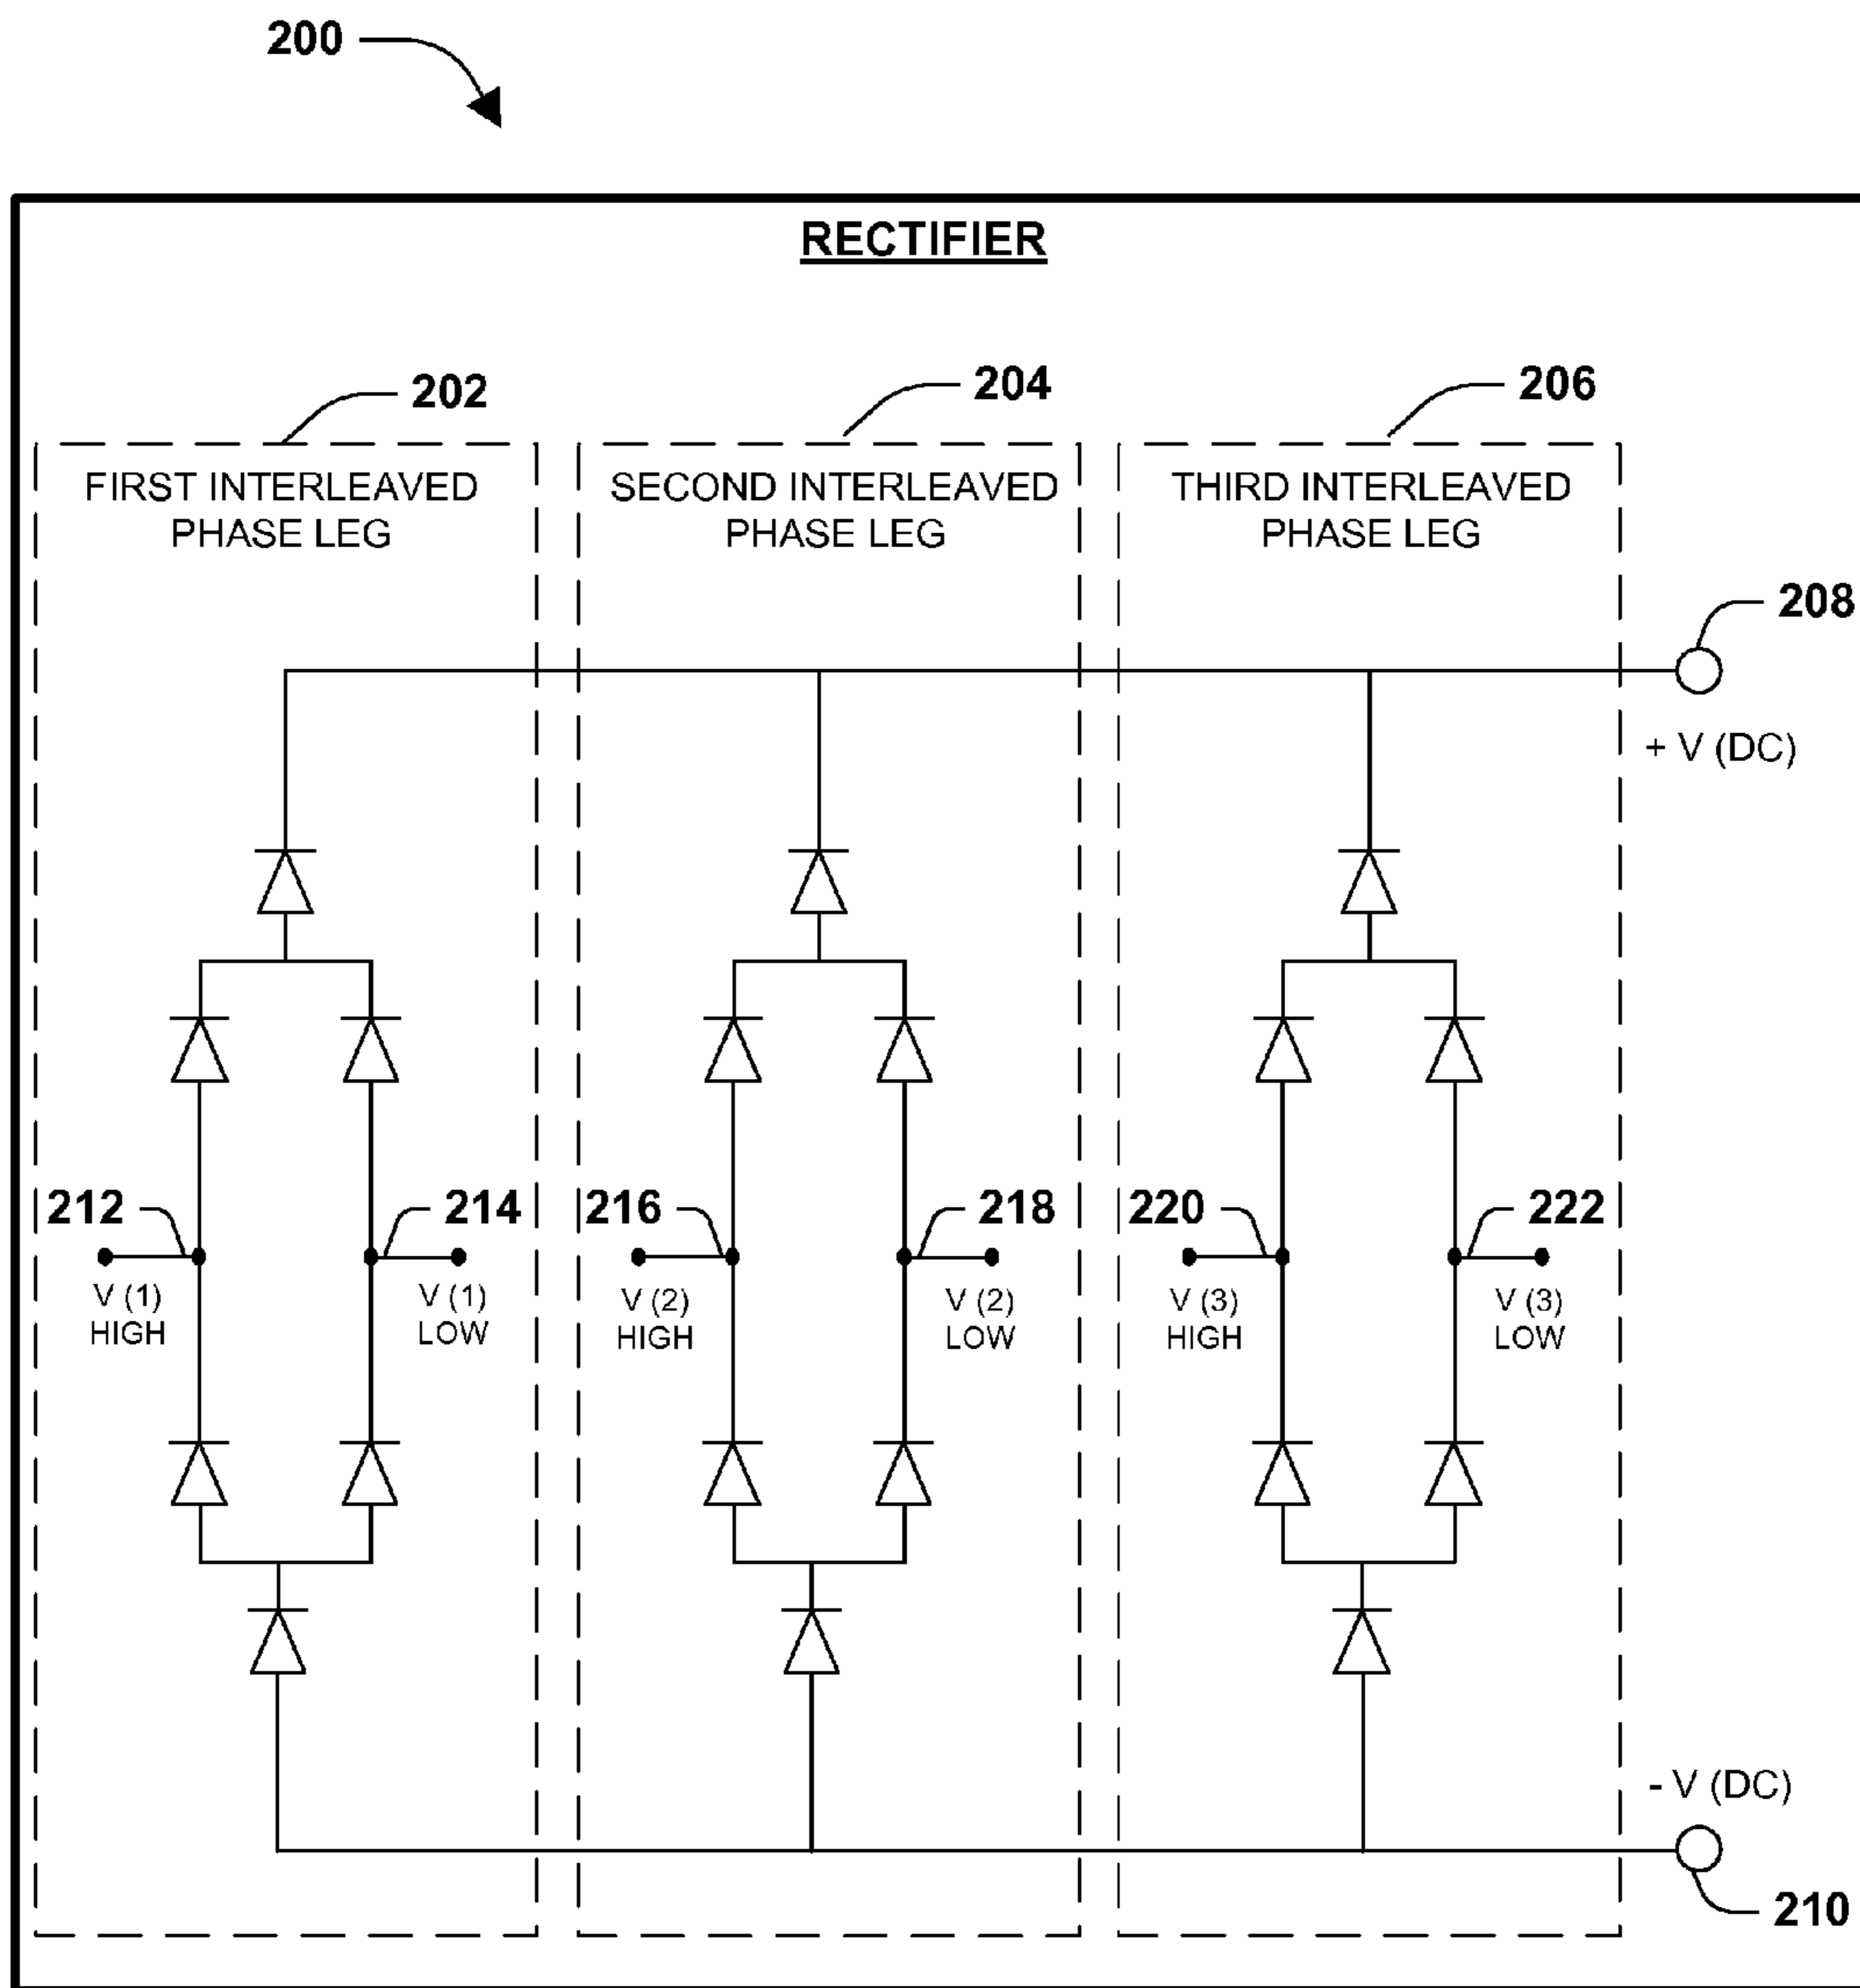 200
RECTIFIER
202
204
206
FIRST INTERLEAVED
PHASE LEG
SECOND INTERLEAVED
PHASE LEG
THIRD INTERLEAVED
PHASE LEG
208
+ V (DC)
212
214
216
218
220
222
V (1)
HIGH
V (1)
LOW
V (2)
HIGH
V (2)
LOW
V (3)
HIGH
V (3)
LOW
- V (DC)
210